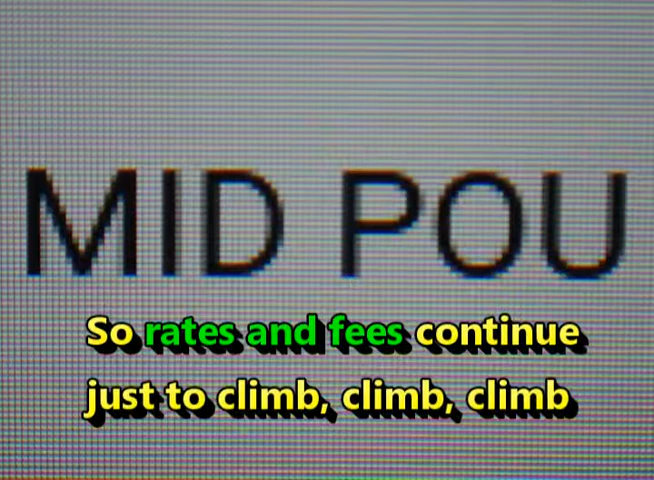 MID POU
So rates and fees continue
just to climb, climb, climb